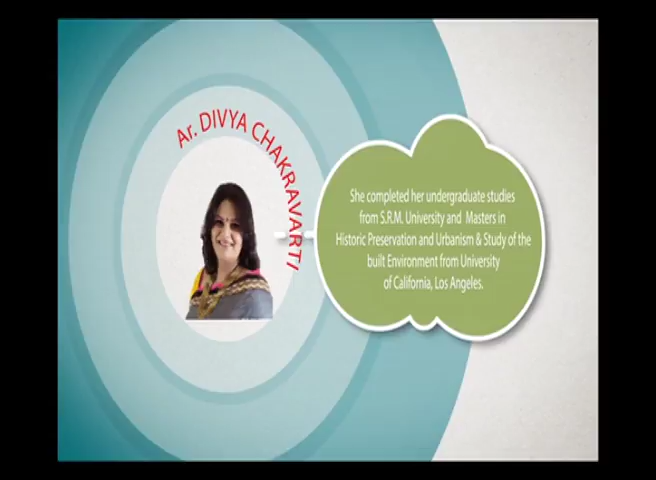 Ar. DIVYA CHAKRAVARTI
She completed her undergraduate studies
from S.R.M. University and Masters in
Historic Preservation and Urbanism & Study of the
built Environment from University
of California, Los Angeles.